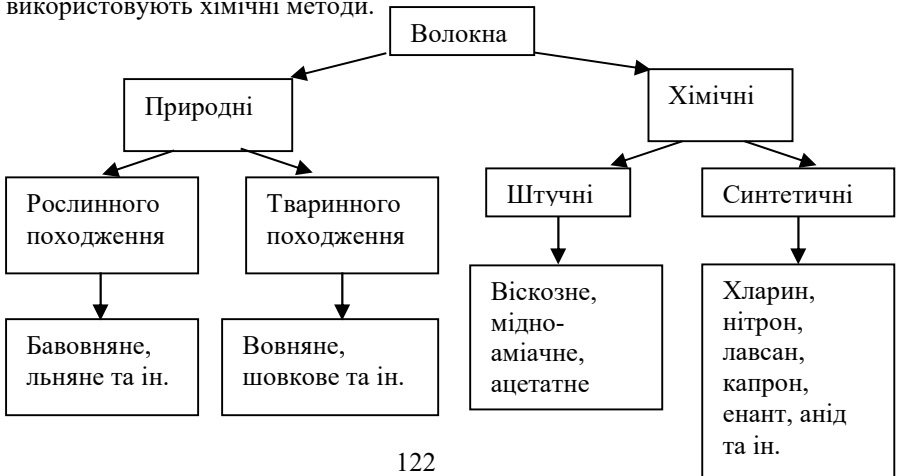 використовують хімічні методи.
Волокна
Природні
Хімічні
Рослинного
походження
Тваринного
походження
Штучні
Синтетичні
Бавовняне,
льняне та ін.
Вовняне,
шовкове та ін.
Віскозне,
мідно-
аміачне,
ацетатне
Хларин,
нітрон,
лавсан,
капрон,
енант, анід
та ін.
122